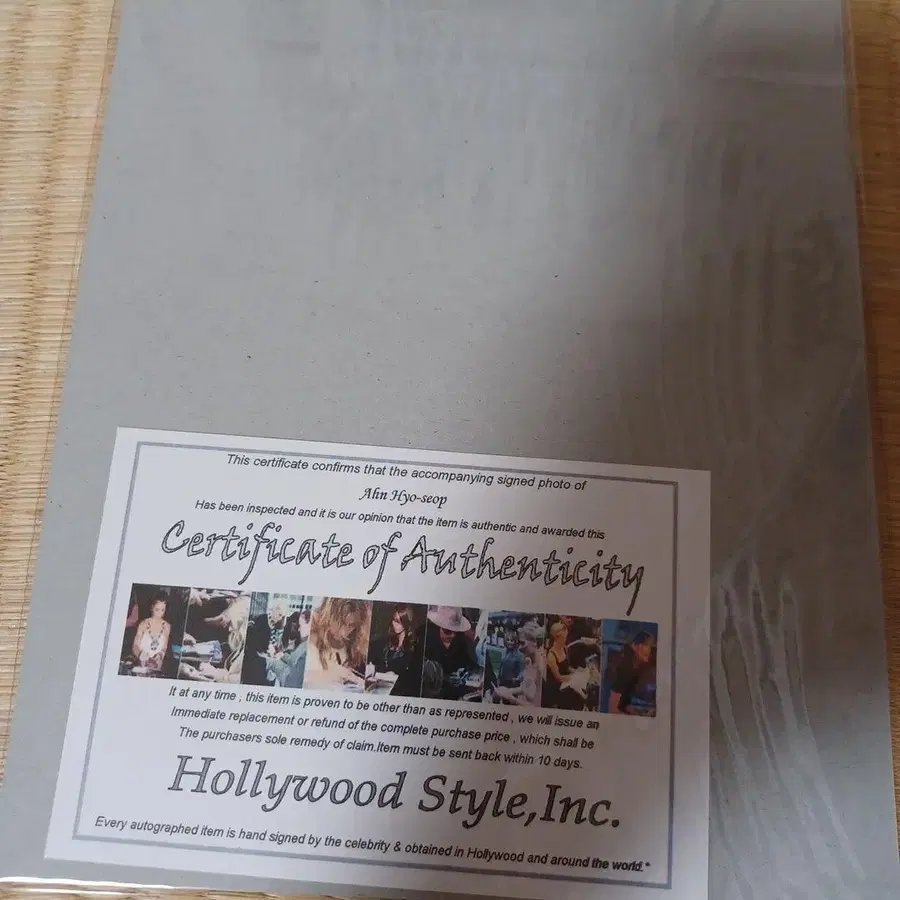 This certificate confirms that the accompanying signed photo of
Ahn Hyo-seop
Has been inspected and it is our opinion that the item is authentic and awarded this
Certificate of Authenticity
It at any time , this item is proven to be other than as represented , we will issue an
Immediate replacement or refund of the complete purchase price , which shall be
The purchasers sole remedy of claim.Item must be sent back within 10 days.
Hollywood Style,Inc.
Every autographed item is hand signed by the celebrity & obtained in Hollywood and around the world.*